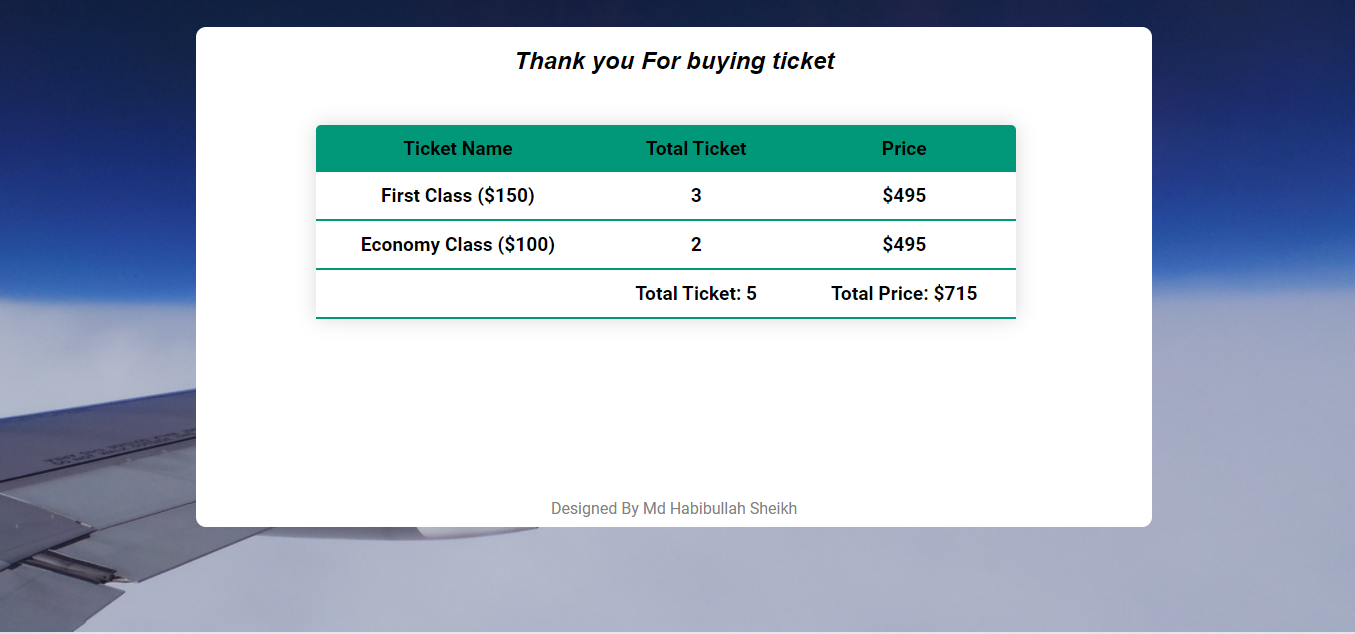 Thank you For buying ticket
Ticket Name Total Ticket Price
First Class ($150) 3 $495
Economy Class ($100) 2 $495
Total Ticket: 5 Total Price: $715
Designed By Md Habibullah Sheikh